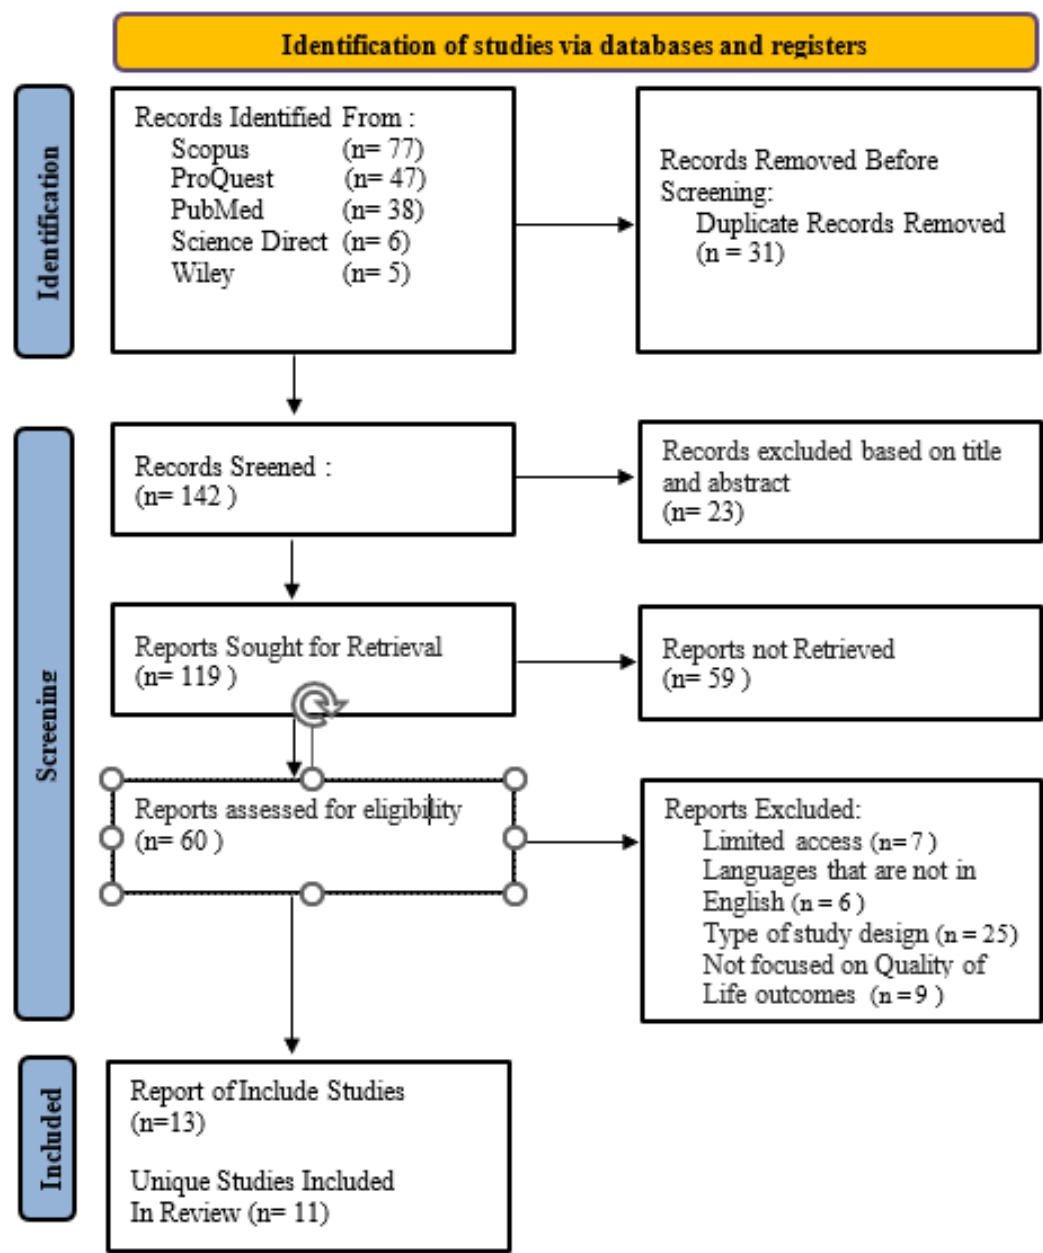 Identification of studies via databases and registers
Identification
Records Identified From :
Scopus (n= 77)
ProQuest (n= 47)
PubMed (n= 38)
Science Direct (n= 6)
Wiley (n= 5)
Records Removed Before
Screening:
Duplicate Records Removed
(n = 31)
Screening
Records Sreened :
(n= 142 )
Records excluded based on title
and abstract
(n= 23)
Reports Sought for Retrieval
(n= 119 )
Reports not Retrieved
(n= 59 )
Reports assessed for eligibility
(n= 60 )
Reports Excluded:
Limited access (n= 7 )
Languages that are not in
English (n = 6 )
Type of study design (n = 25)
Not focused on Quality of
Life outcomes (n = 9 )
Included
Report of Include Studies
(n=13)
Unique Studies Included
In Review (n= 11)